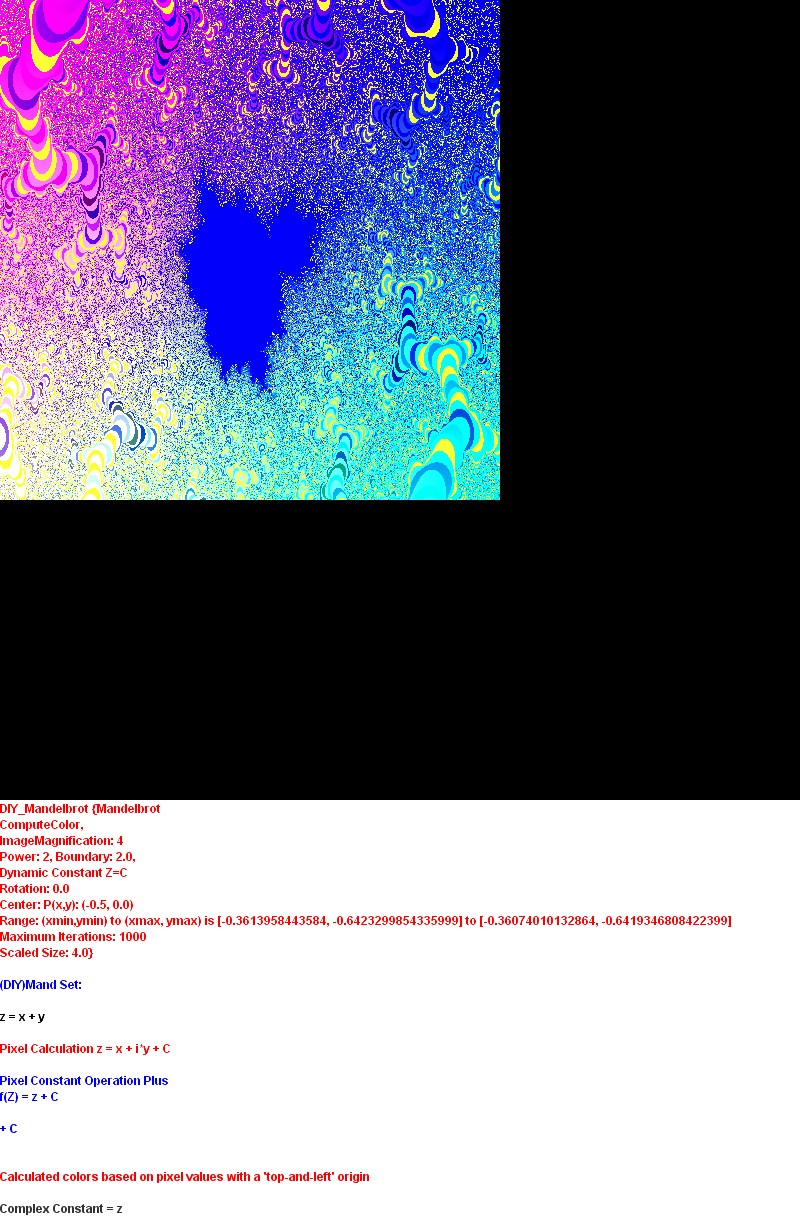 DIY_Mandelbrot {Mandelbrot
ComputeColor,
ImageMagnification: 4
Power: 2, Boundary: 2.0,
Dynamic Constant Z=C
Rotation: 0.0
Center: P(x,y): (-0.5, 0.0)
Range: (xmin,ymin) to (xmax, ymax) is [-0.3613958443584, -0.6423299854335999] to [-0.36074010132864, -0.6419346808422399]
Maximum Iterations: 1000
Scaled Size: 4.0}
(DIY)Mand Set:
z = x + y
Pixel Calculation z = x + i*y + C
Pixel Constant Operation Plus
f(Z) = z + C
+ C
Calculated colors based on pixel values with a 'top-and-left' origin
Complex Constant = z